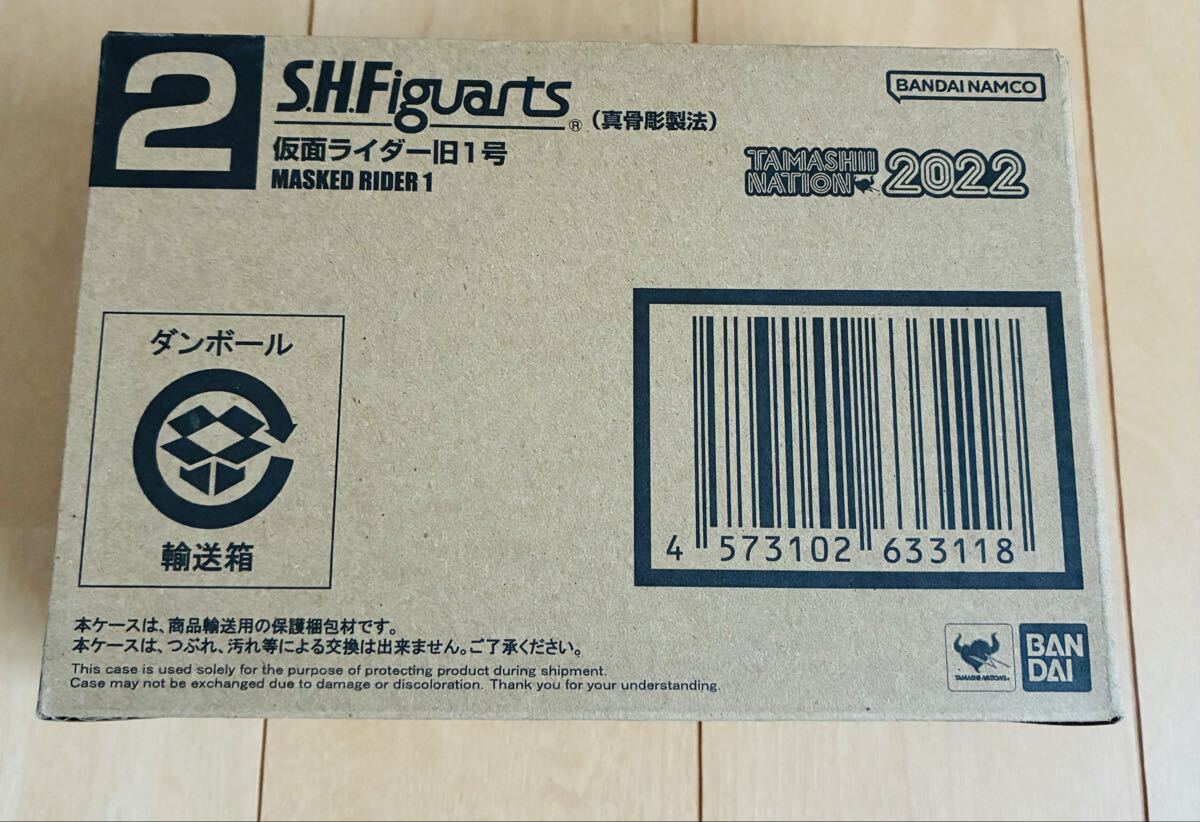 2
S.H.Figuarts® (真骨彫製法)
仮面ライダー旧1号
MASKED RIDER 1
BANDAI NAMCO
TAMASHII
NATION 2022
ダンボール
輸送箱
4 573102 633118
本ケースは、商品輸送用の保護梱包材です。
本ケースは、つぶれ、汚れ等による交換は出来ません。ご了承ください。
This case is used solely for the purpose of protecting product during shipment.
Case may not be exchanged due to damage or discoloration. Thank you for your understanding.
TAMASHII NATIONS®
BAN
DAI